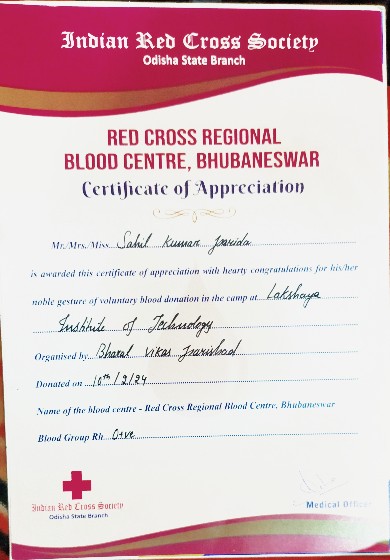 Indian Red Cross Society
Odisha State Branch
RED CROSS REGIONAL
BLOOD CENTRE, BHUBANESWAR
Certificate of Appreciation
Mr./Mrs./Miss Sahil Kumar Parida
is awarded this certificate of appreciation with hearty congratulations for his/her
noble gesture of voluntary blood donation in the camp at Lakshaya
Institute of Technology
Organised by Bharat Vikas Parishad
Donated on 10th/2/24
Name of the blood centre - Red Cross Regional Blood Centre, Bhubaneswar
Blood Group Rh O+ve
Indian Red Cross Society
Odisha State Branch
Medical Officer